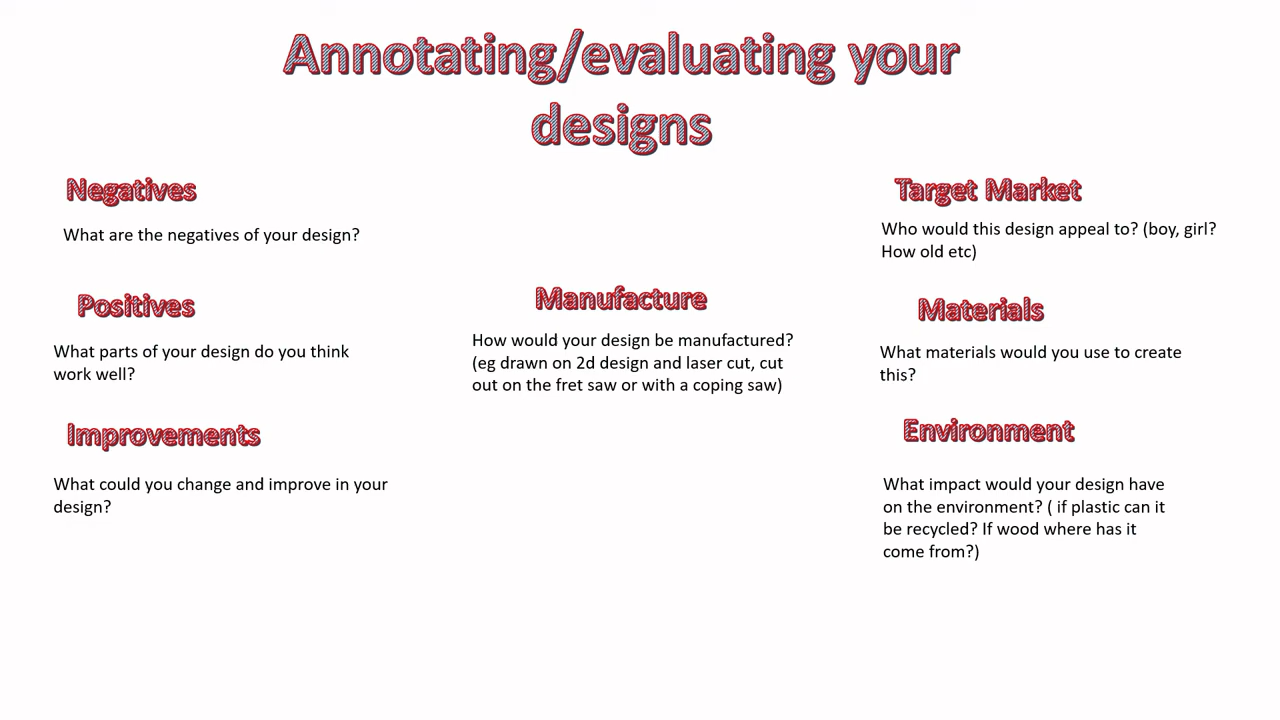 Annotating/evaluating your
designs
Negatives
What are the negatives of your design?
Positives
What parts of your design do you think
work well?
Improvements
What could you change and improve in your
design?
Manufacture
How would your design be manufactured?
(eg drawn on 2d design and laser cut, cut
out on the fret saw or with a coping saw)
Target Market
Who would this design appeal to? (boy, girl?
How old etc)
Materials
What materials would you use to create
this?
Environment
What impact would your design have
on the environment? ( if plastic can it
be recycled? If wood where has it
come from?)